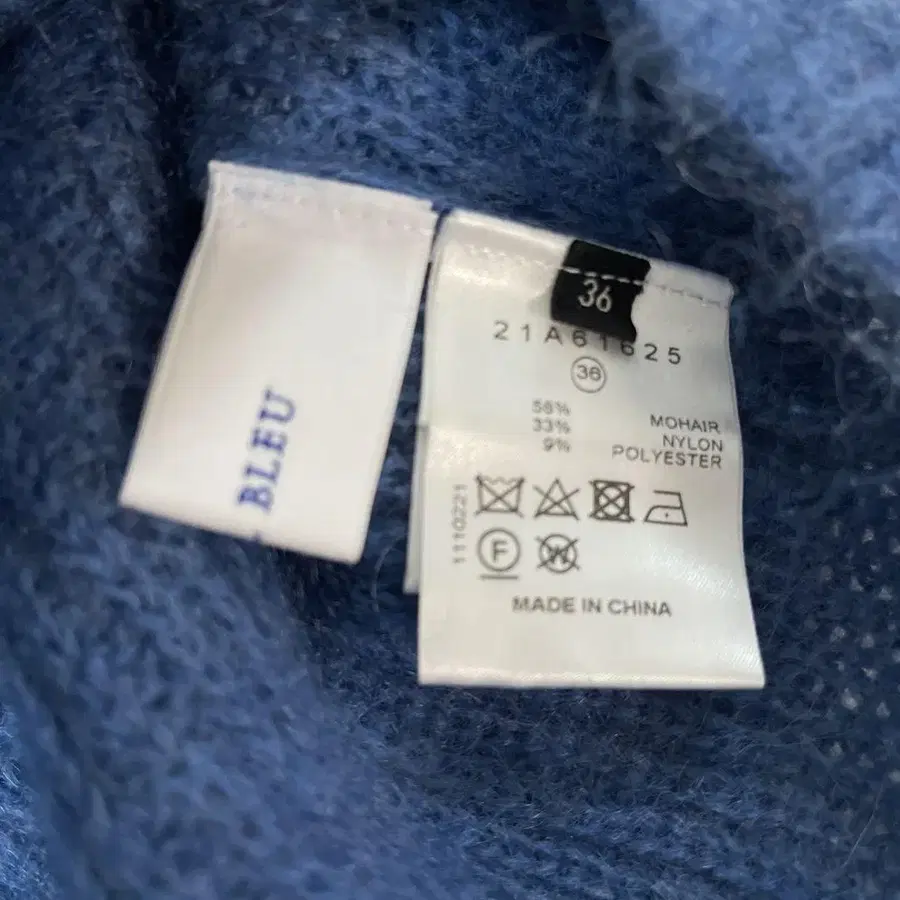 BLEU
36
21A61625
36
58% MOHAIR
33% NYLON
9% POLYESTER
1110221
F
W
MADE IN CHINA